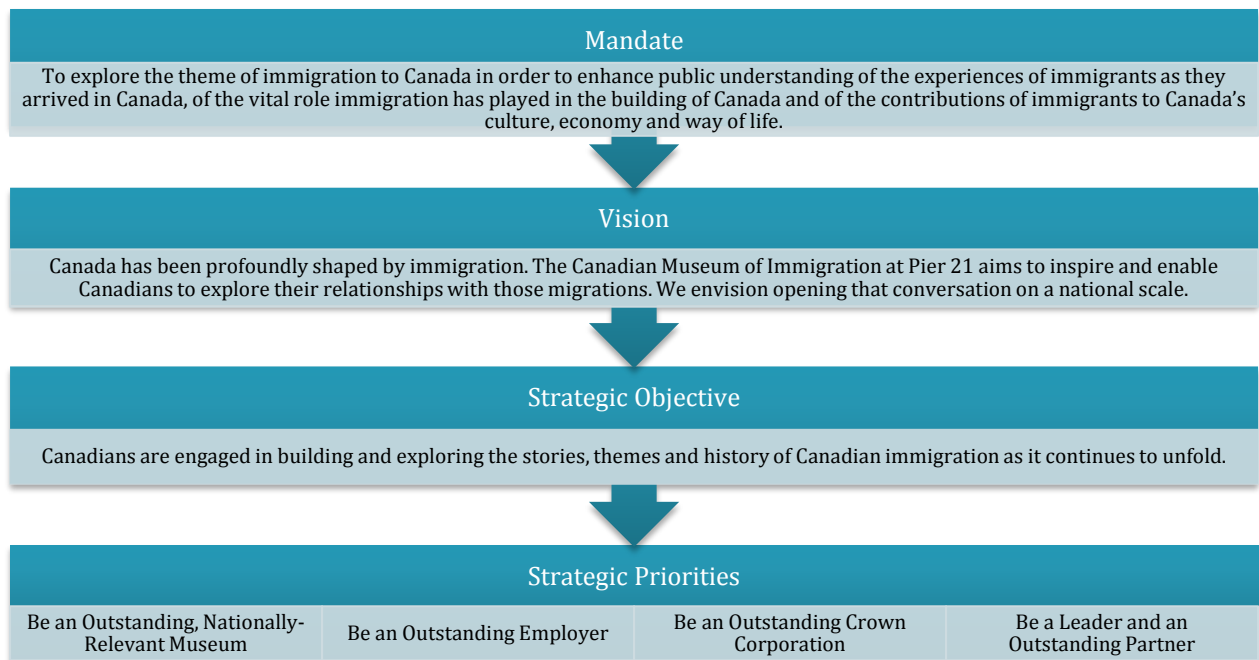 Mandate
To explore the theme of immigration to Canada in order to enhance public understanding of the experiences of immigrants as they
arrived in Canada, of the vital role immigration has played in the building of Canada and of the contributions of immigrants to Canada’s
culture, economy and way of life.
Vision
Canada has been profoundly shaped by immigration. The Canadian Museum of Immigration at Pier 21 aims to inspire and enable
Canadians to explore their relationships with those migrations. We envision opening that conversation on a national scale.
Strategic Objective
Canadians are engaged in building and exploring the stories, themes and history of Canadian immigration as it continues to unfold.
Strategic Priorities
Be an Outstanding, Nationally-
Relevant Museum
Be an Outstanding Employer
Be an Outstanding Crown
Corporation
Be a Leader and an
Outstanding Partner